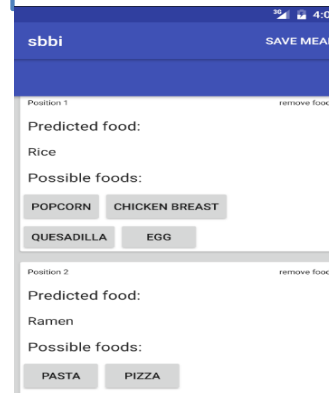 3G 4:0
sbbi SAVE MEA
Position 1 remove food
Predicted food:
Rice
Possible foods:
POPCORN CHICKEN BREAST
QUESADILLA EGG
Position 2 remove food
Predicted food:
Ramen
Possible foods:
PASTA PIZZA